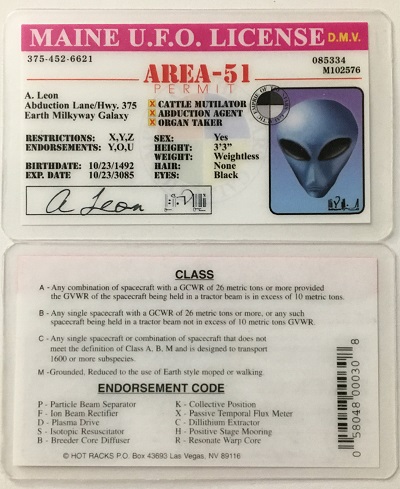 MAINE U.F.O. LICENSE D.M.V.
375-452-6621
085334
M102576
AREA-51
PERMIT
A. Leon
Abduction Lane/Hwy. 375
Earth Milkyway Galaxy
X CATTLE MUTILATOR
X ABDUCTION AGENT
X ORGAN TAKER
RESTRICTIONS: X,Y,Z
ENDORSEMENTS: Y,O,U
BIRTHDATE: 10/23/1492
EXP. DATE 10/23/3085
SEX: Yes
HEIGHT: 3'3"
WEIGHT: Weightless
HAIR: None
EYES: Black
A Leon
CLASS
A - Any combination of spacecraft with a GCWR of 26 metric tons or more provided
the GVWR of the spacecraft being held in a tractor beam is in excess of 10 metric tons.
B - Any single spacecraft with a GCWR of 26 metric tons or more, or any such
spacecraft being held in a tractor beam not in excess of 10 metric tons GVWR.
C - Any single spacecraft or combination of spacecraft that does not
meet the definition of Class A, B, M and is designed to transport
1600 or more subspecies.
M -Grounded. Reduced to the use of Earth style moped or walking.
ENDORSEMENT CODE
P - Particle Beam Separator
F - Ion Beam Rectifier
D - Plasma Drive
S - Isotopic Resuscitator
B - Breeder Core Diffuser
K - Collective Position
X - Passive Temporal Flux Meter
C - Dillithium Extractor
H - Positive Stage Mooring
R - Resonate Warp Core
© HOT RACKS P.O. Box 43693 Las Vegas, NV 89116
0 58048 00030 8